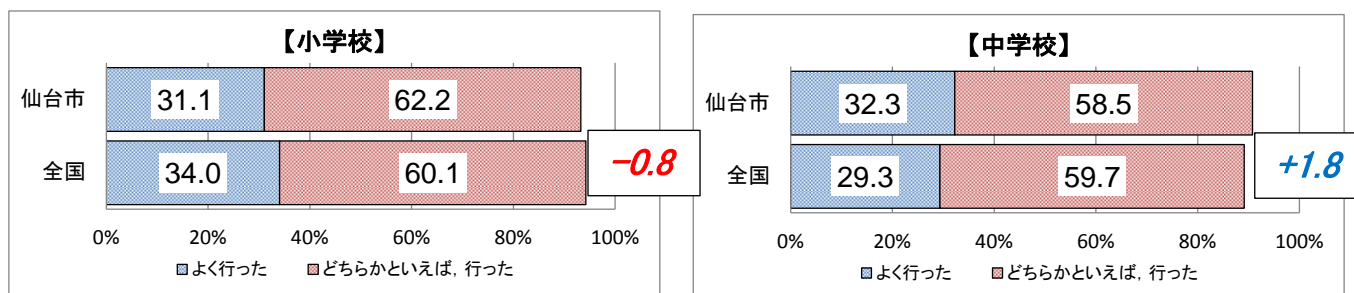 【小学校】
仙台市
31.1
62.2
全国
34.0
60.1
-0.8
0%
20%
40%
60%
80%
100%
よく行った
どちらかといえば，行った
【中学校】
仙台市
32.3
58.5
全国
29.3
59.7
+1.8
0%
20%
40%
60%
80%
100%
よく行った
どちらかといえば，行った